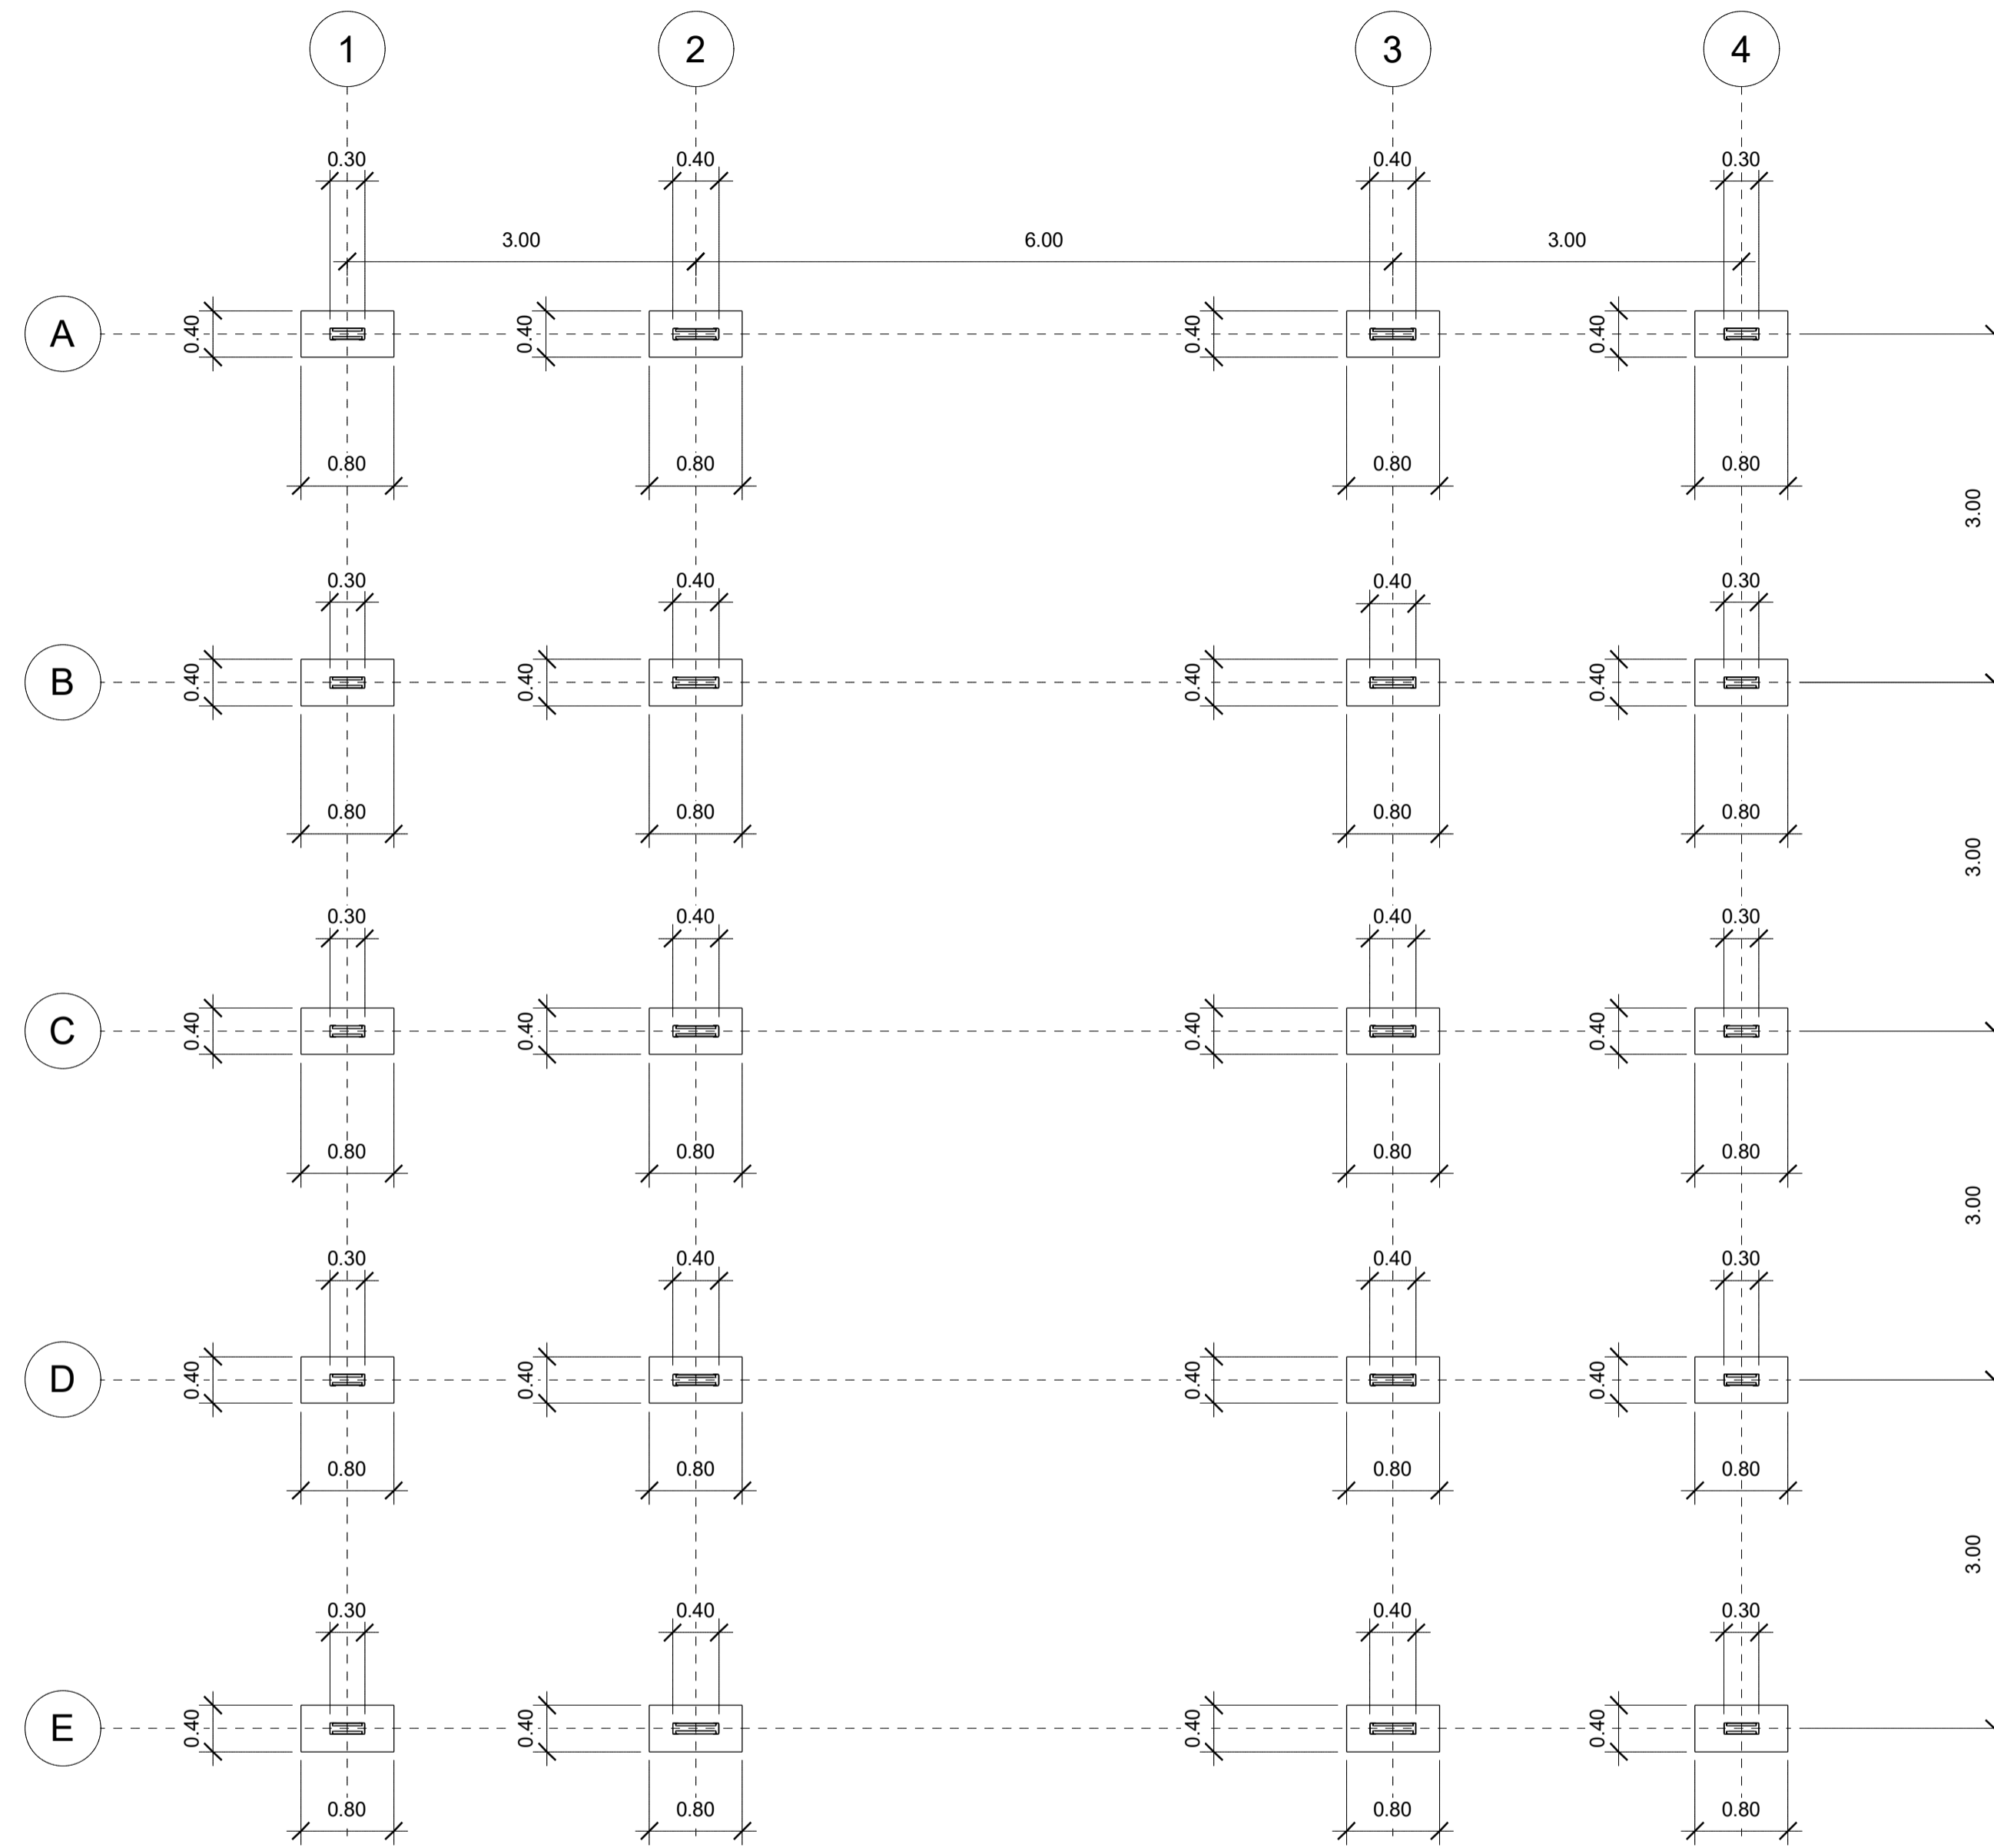 1 2 3 4
0.30 0.40 0.40 0.30
3.00 6.00 3.00
A 0.40 0.40 0.40 0.40
0.80 0.80 0.80 0.80
3.00
0.30 0.40 0.40 0.30
B 0.40 0.40 0.40 0.40
0.80 0.80 0.80 0.80
3.00
0.30 0.40 0.40 0.30
C 0.40 0.40 0.40 0.40
0.80 0.80 0.80 0.80
3.00
0.30 0.40 0.40 0.30
D 0.40 0.40 0.40 0.40
0.80 0.80 0.80 0.80
3.00
0.30 0.40 0.40 0.30
E 0.40 0.40 0.40 0.40
0.80 0.80 0.80 0.80